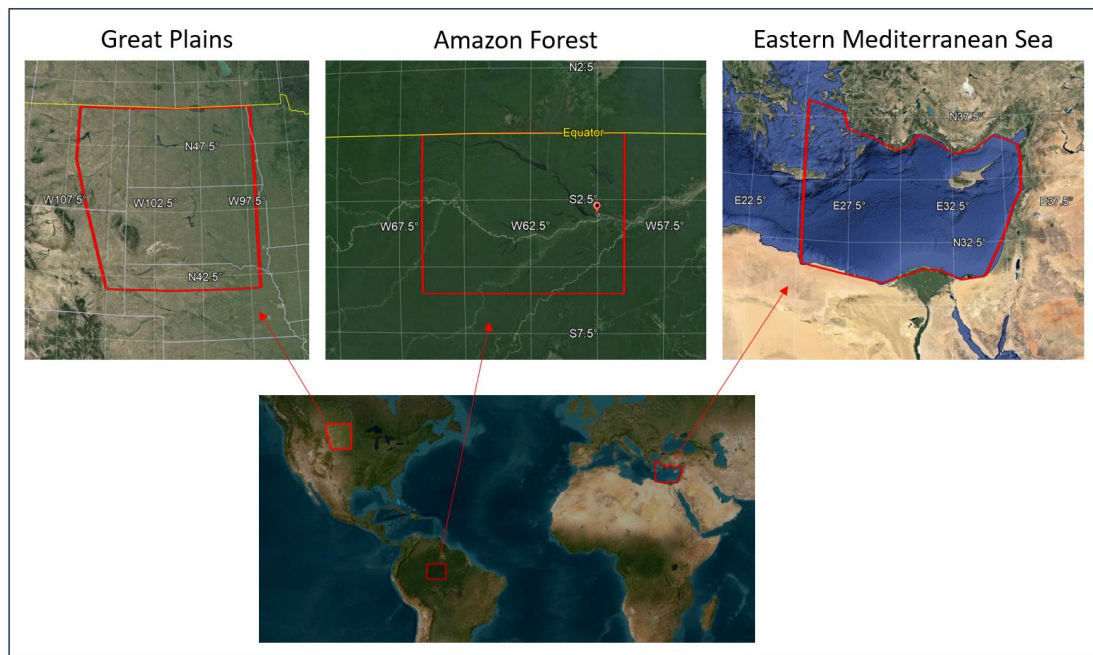 Great Plains
Amazon Forest
Eastern Mediterranean Sea
N47.5°
W107.5°
W102.5°
W97.5°
N42.5°
N2.5°
Equator
S2.5°
W67.5°
W62.5°
W57.5°
S7.5°
N37.5°
E22.5°
E27.5°
E32.5°
E37.5°
N32.5°